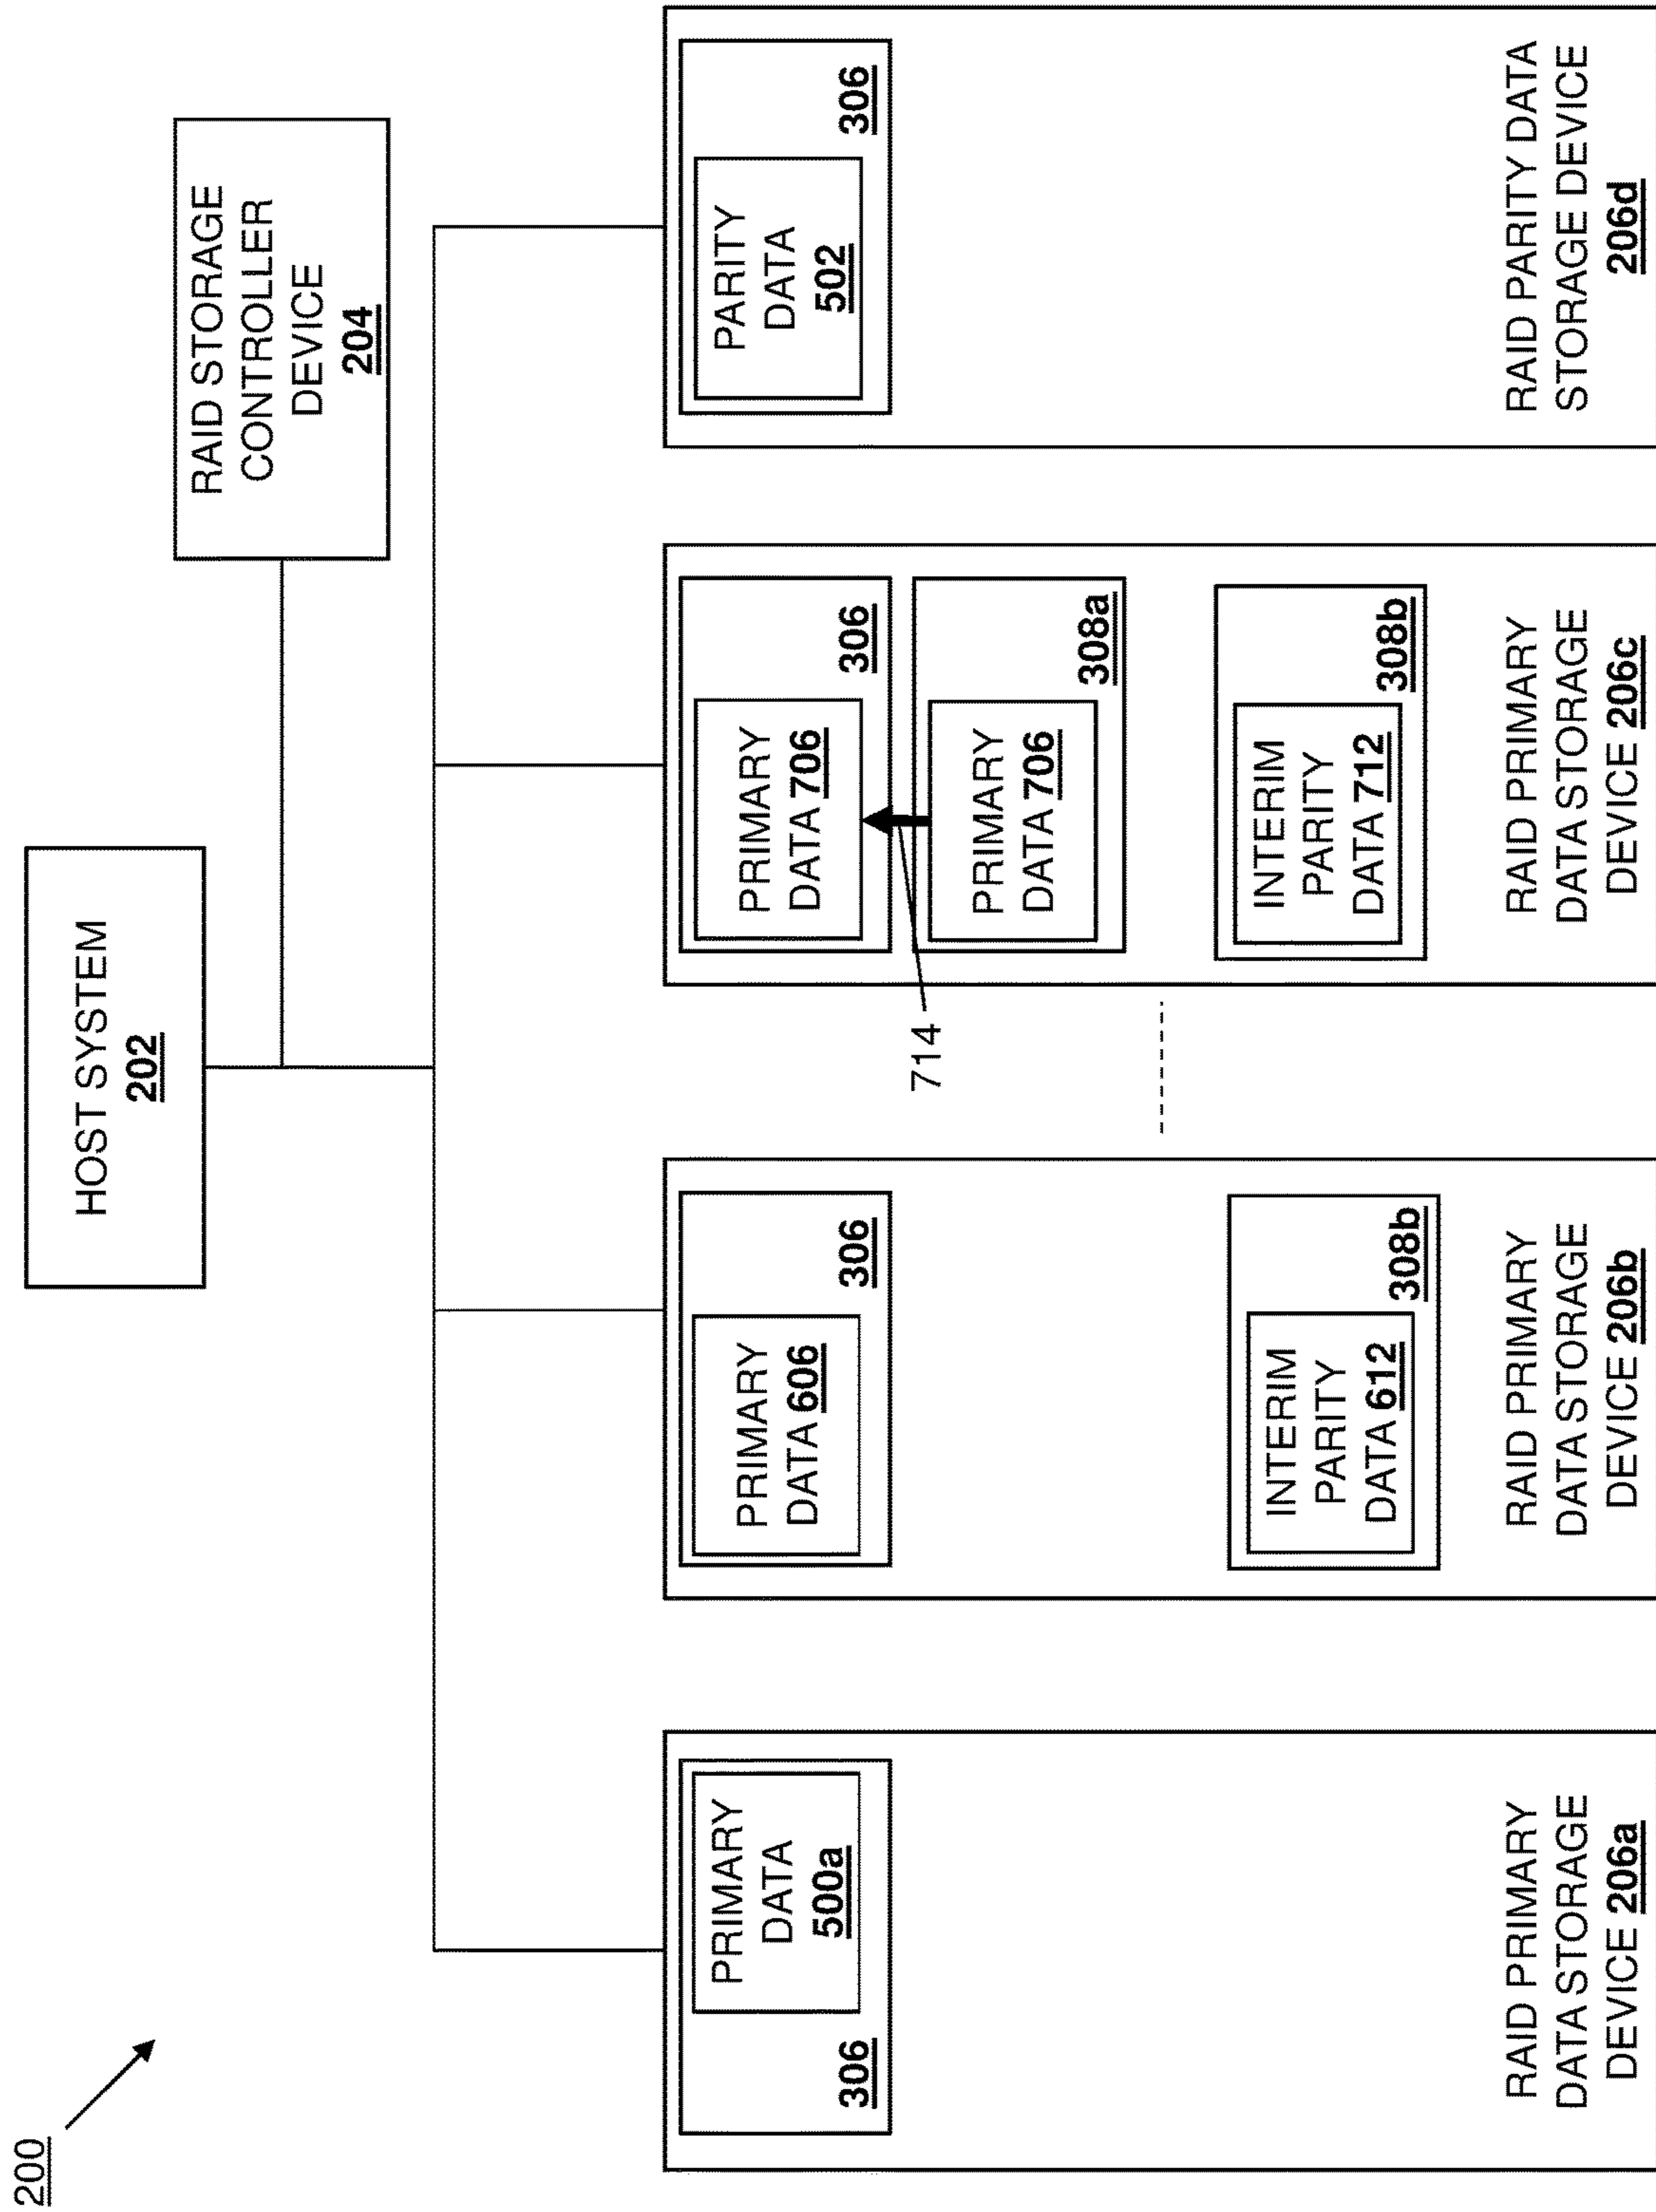 200
HOST SYSTEM
202
RAID STORAGE
CONTROLLER
DEVICE
204
306
PRIMARY
DATA
500a
RAID PRIMARY
DATA STORAGE
DEVICE 206a
PRIMARY
DATA 606
306
INTERIM
PARITY
DATA 612
308b
RAID PRIMARY
DATA STORAGE
DEVICE 206b
714
PRIMARY
DATA 706
306
PRIMARY
DATA 706
308a
INTERIM
PARITY
DATA 712
308b
RAID PRIMARY
DATA STORAGE
DEVICE 206c
PARITY
DATA
502
306
RAID PARITY DATA
STORAGE DEVICE
206d